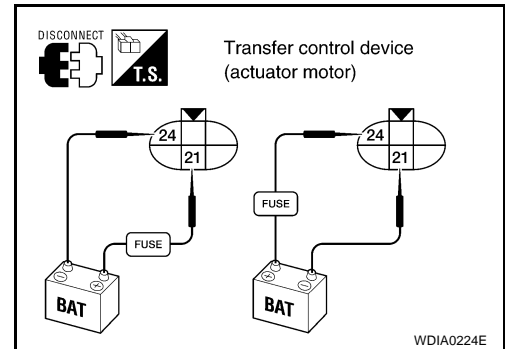 DISCONNECT
T.S.
Transfer control device
(actuator motor)
24
21
FUSE
− +
BAT
24
21
FUSE
+ −
BAT
WDIA0224E